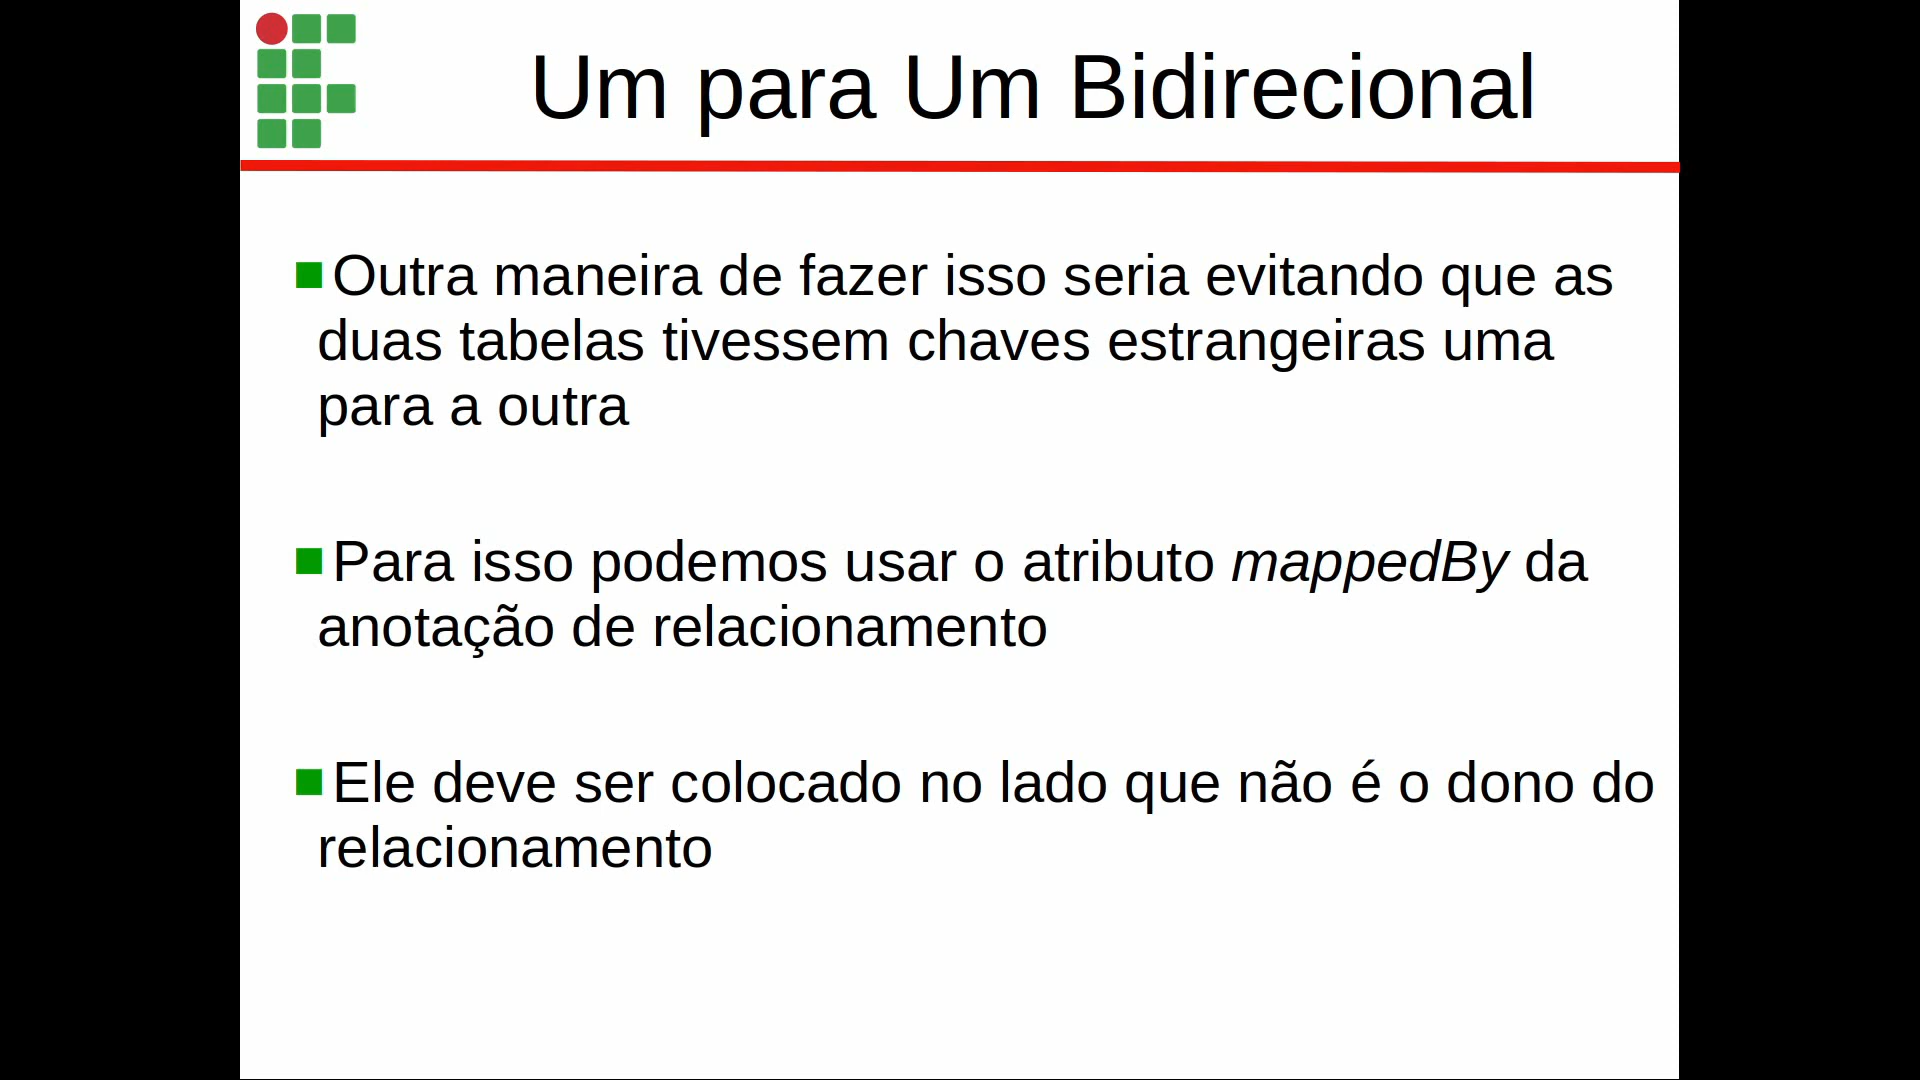 Um para Um Bidirecional
Outra maneira de fazer isso seria evitando que as
duas tabelas tivessem chaves estrangeiras uma
para a outra
Para isso podemos usar o atributo mappedBy da
anotação de relacionamento
Ele deve ser colocado no lado que não é o dono do
relacionamento